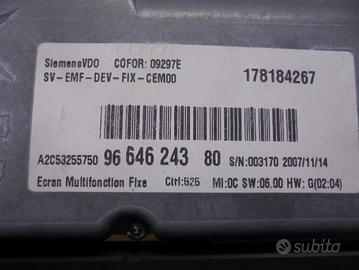 SiemensVDO COFOR: 09297E
SV-EMF-DEV-FIX-CEM00 178184267
A2C53255750 96 646 243 80 S/N:003170 2007/11/14
Ecran Multifonction Fixe Ctrl:525 MI:0C SW:06.00 HW: G(02:04)
subito